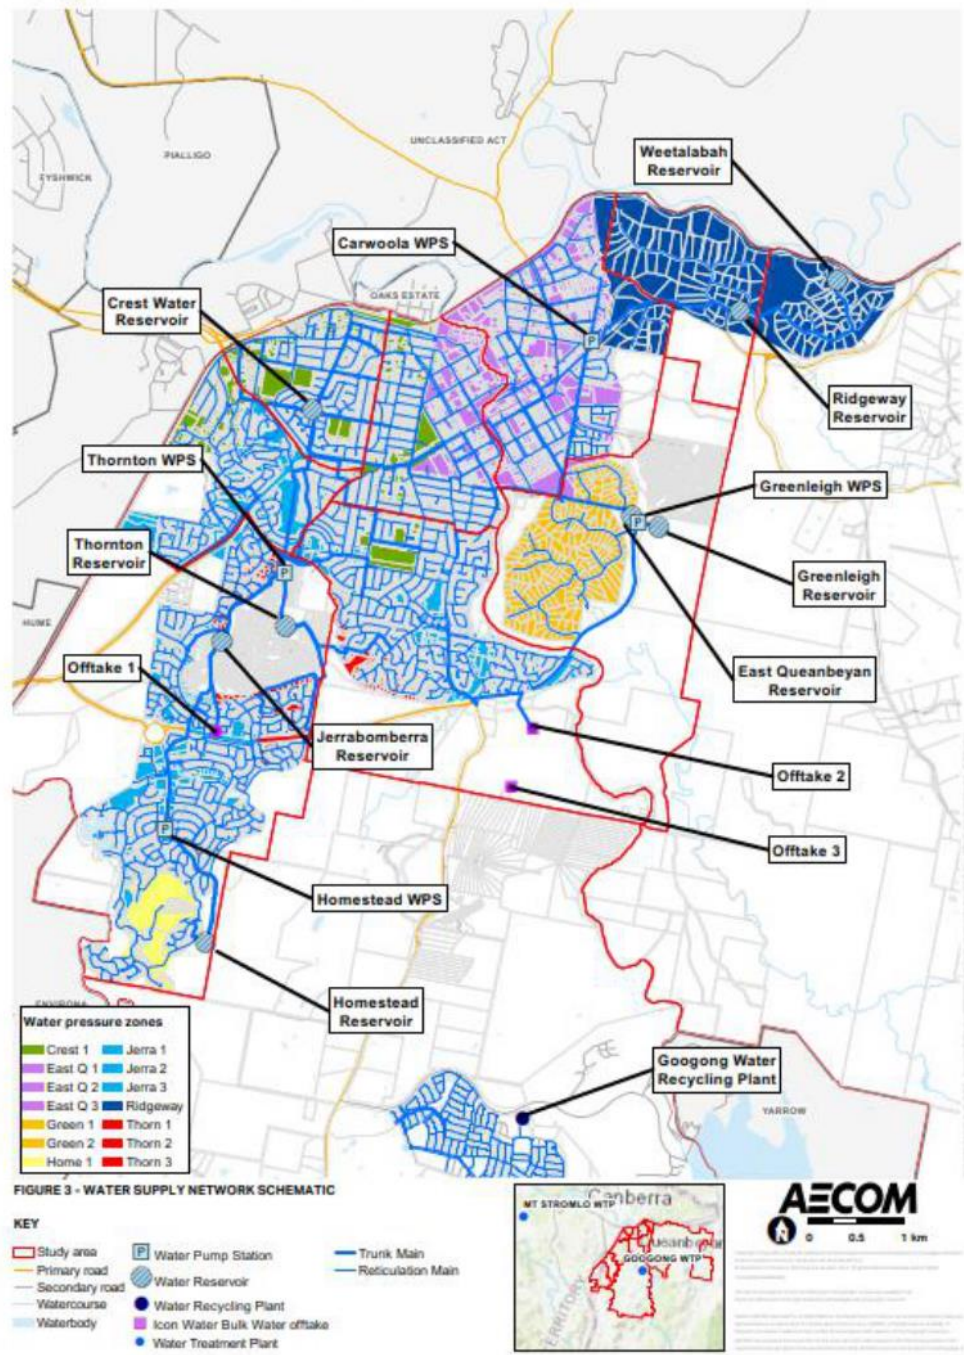 UNCLASSIFIED ACT
PIALLIGO
FYSHWICK
Weetalabah
Reservoir
Carwoola WPS
OAKS ESTATE
Crest Water
Reservoir
Ridgeway
Reservoir
Thornton WPS
Greenleigh WPS
Thornton
Reservoir
Greenleigh
Reservoir
HUME
Offtake 1
East Queanbeyan
Reservoir
Jerrabomberra
Reservoir
Offtake 2
Offtake 3
Homestead WPS
Homestead
Reservoir
ENVIRONA
Googong Water
Recycling Plant
YARROW
P
P
P
P
Water pressure zones
Crest 1 Jerra 1
East Q 1 Jerra 2
East Q 2 Jerra 3
East Q 3 Ridgeway
Green 1 Thorn 1
Green 2 Thorn 2
Home 1 Thorn 3
FIGURE 3 - WATER SUPPLY NETWORK SCHEMATIC
KEY
Study area P Water Pump Station Trunk Main
Primary road Water Reservoir Reticulation Main
Secondary road
Watercourse Water Recycling Plant
Waterbody Icon Water Bulk Water offtake
Water Treatment Plant
Canberra
MT STROMLO WTP
GOOGONG WTP
AECOM
N 0 0.5 1 km